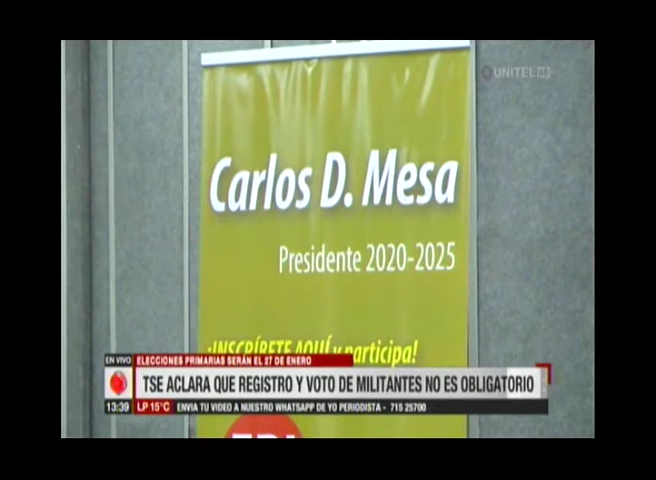 UNITEL HD
Carlos D. Mesa
Presidente 2020-2025
¡INSCRÍBETE AQUÍ y participa!
EN VIVO
ELECCIONES PRIMARIAS SERÁN EL 27 DE ENERO
TSE ACLARA QUE REGISTRO Y VOTO DE MILITANTES NO ES OBLIGATORIO
13:39 LP 15°C ENVIA TU VIDEO A NUESTRO WHATSAPP DE YO PERIODISTA - 715 25700